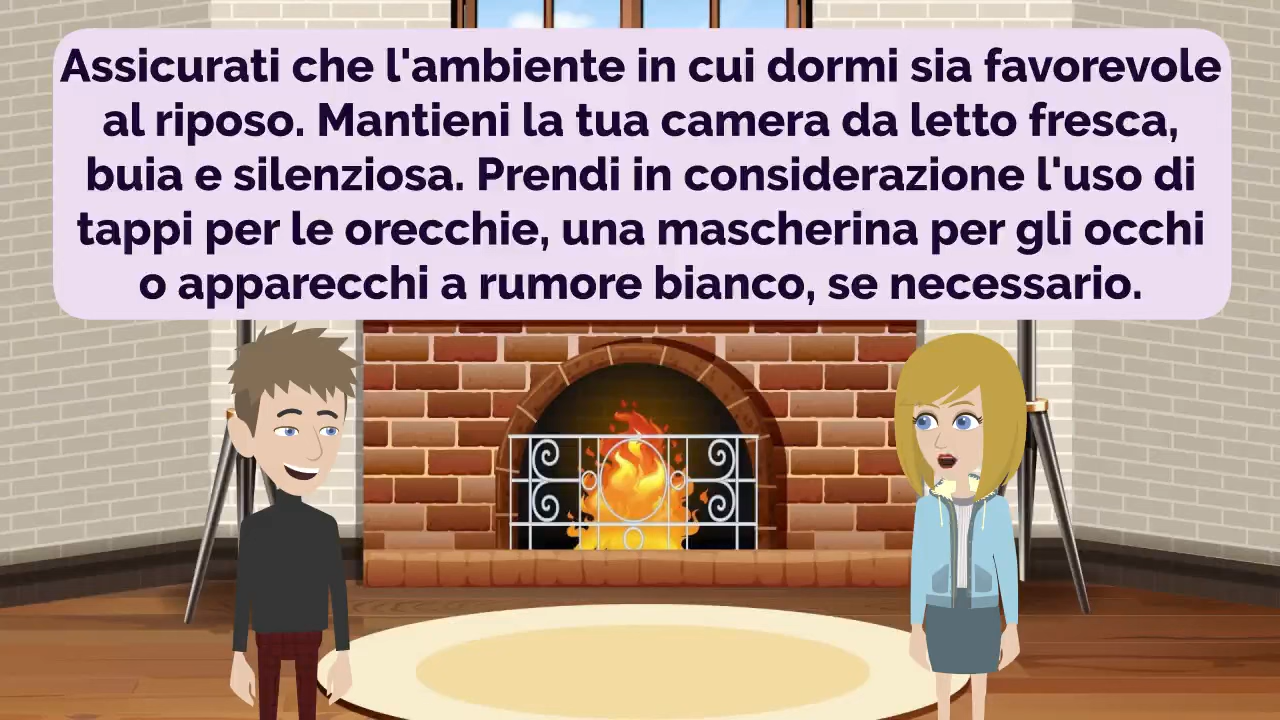 Assicurati che l'ambiente in cui dormi sia favorevole
al riposo. Mantieni la tua camera da letto fresca,
buia e silenziosa. Prendi in considerazione l'uso di
tappi per le orecchie, una mascherina per gli occhi
o apparecchi a rumore bianco, se necessario.